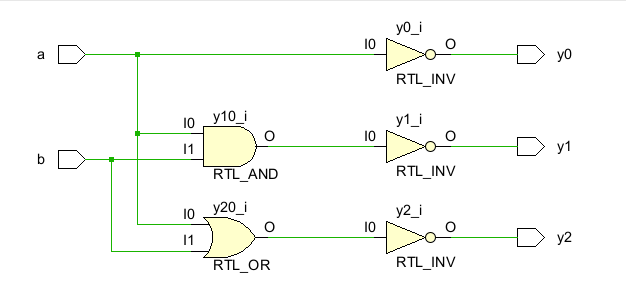 y0_i
a
I0
O
y0
RTL_INV
y10_i
y1_i
I0
O
I0
O
y1
b
I1
RTL_AND
RTL_INV
y20_i
y2_i
I0
O
I0
O
y2
I1
RTL_OR
RTL_INV